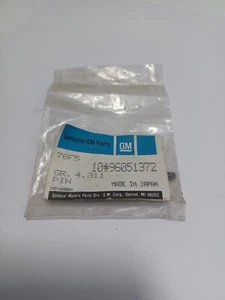 Genuine GM Parts
GM
76F5
10#96051372
GR. 4.311
PIN
MADE IN JAPAN
General Motors Parts Div. G.M. Corp. Detroit, MI 48202